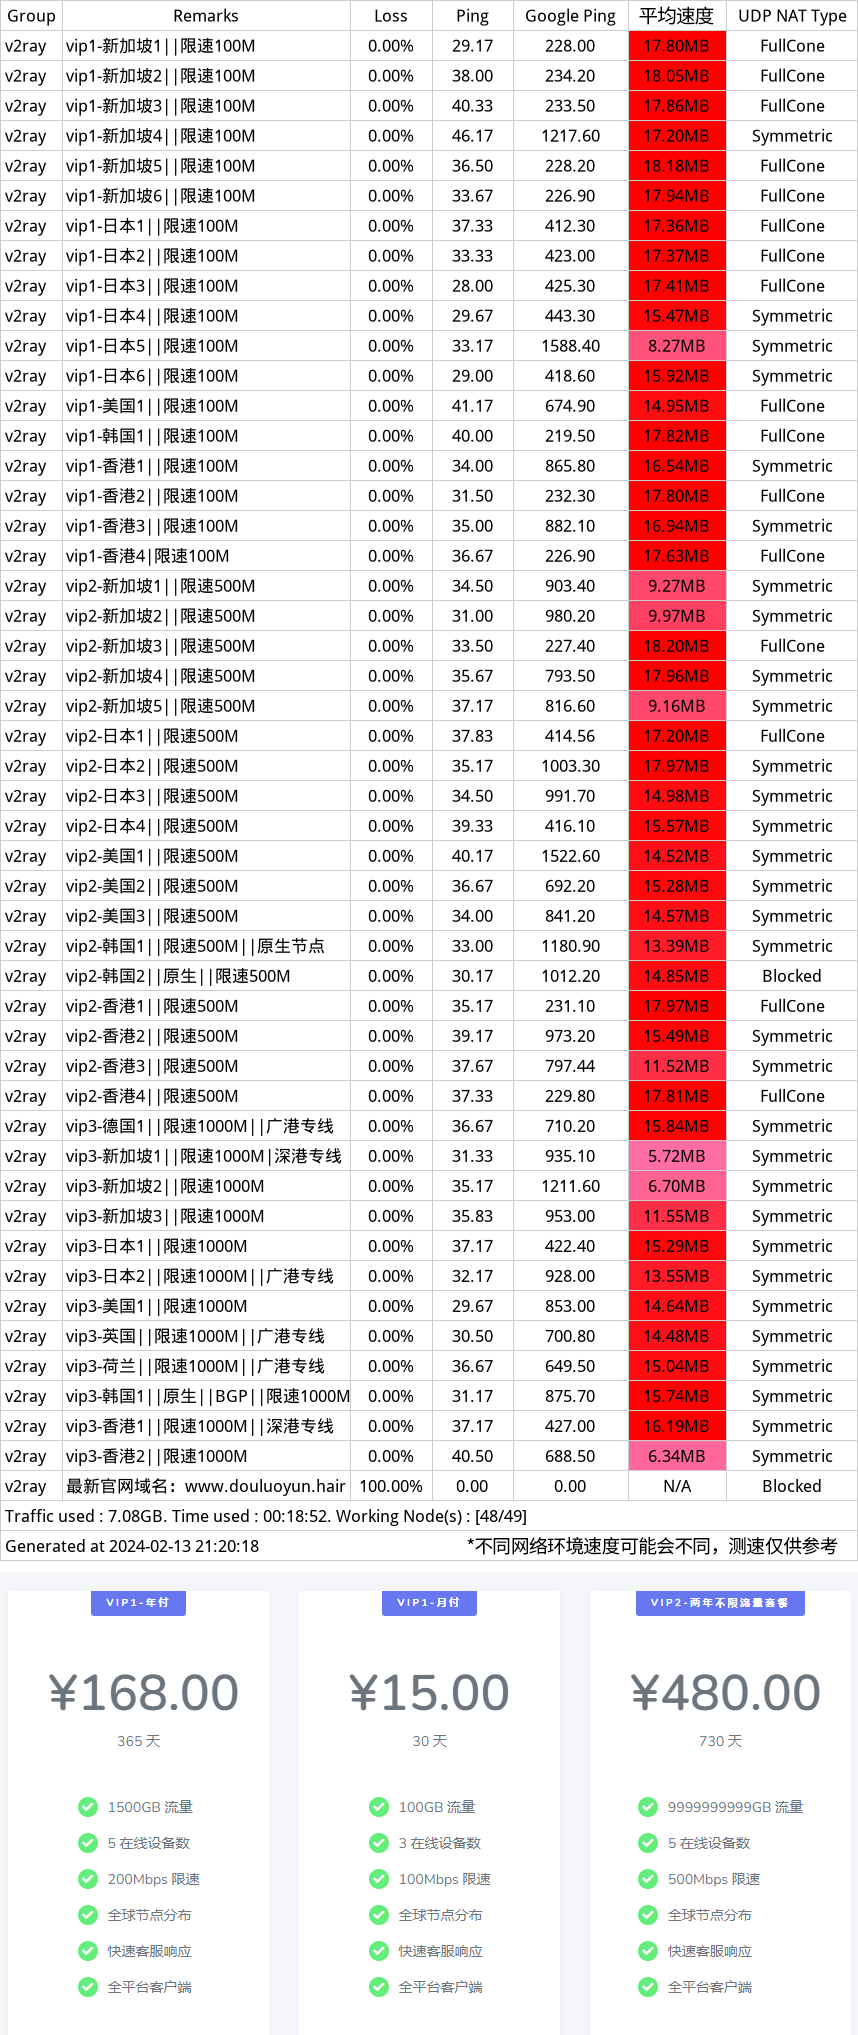 Group Remarks Loss Ping Google Ping 平均速度 UDP NAT Type
v2ray vip1-新加坡1||限速100M 0.00% 29.17 228.00 17.80MB FullCone
v2ray vip1-新加坡2||限速100M 0.00% 38.00 234.20 18.05MB FullCone
v2ray vip1-新加坡3||限速100M 0.00% 40.33 233.50 17.86MB FullCone
v2ray vip1-新加坡4||限速100M 0.00% 46.17 1217.60 17.20MB Symmetric
v2ray vip1-新加坡5||限速100M 0.00% 36.50 228.20 18.18MB FullCone
v2ray vip1-新加坡6||限速100M 0.00% 33.67 226.90 17.94MB FullCone
v2ray vip1-日本1||限速100M 0.00% 37.33 412.30 17.36MB FullCone
v2ray vip1-日本2||限速100M 0.00% 33.33 423.00 17.37MB FullCone
v2ray vip1-日本3||限速100M 0.00% 28.00 425.30 17.41MB FullCone
v2ray vip1-日本4||限速100M 0.00% 29.67 443.30 15.47MB Symmetric
v2ray vip1-日本5||限速100M 0.00% 33.17 1588.40 8.27MB Symmetric
v2ray vip1-日本6||限速100M 0.00% 29.00 418.60 15.92MB Symmetric
v2ray vip1-美国1||限速100M 0.00% 41.17 674.90 14.95MB FullCone
v2ray vip1-韩国1||限速100M 0.00% 40.00 219.50 17.82MB FullCone
v2ray vip1-香港1||限速100M 0.00% 34.00 865.80 16.54MB Symmetric
v2ray vip1-香港2||限速100M 0.00% 31.50 232.30 17.80MB FullCone
v2ray vip1-香港3||限速100M 0.00% 35.00 882.10 16.94MB Symmetric
v2ray vip1-香港4|限速100M 0.00% 36.67 226.90 17.63MB FullCone
v2ray vip2-新加坡1||限速500M 0.00% 34.50 903.40 9.27MB Symmetric
v2ray vip2-新加坡2||限速500M 0.00% 31.00 980.20 9.97MB Symmetric
v2ray vip2-新加坡3||限速500M 0.00% 33.50 227.40 18.20MB FullCone
v2ray vip2-新加坡4||限速500M 0.00% 35.67 793.50 17.96MB Symmetric
v2ray vip2-新加坡5||限速500M 0.00% 37.17 816.60 9.16MB Symmetric
v2ray vip2-日本1||限速500M 0.00% 37.83 414.56 17.20MB FullCone
v2ray vip2-日本2||限速500M 0.00% 35.17 1003.30 17.97MB Symmetric
v2ray vip2-日本3||限速500M 0.00% 34.50 991.70 14.98MB Symmetric
v2ray vip2-日本4||限速500M 0.00% 39.33 416.10 15.57MB Symmetric
v2ray vip2-美国1||限速500M 0.00% 40.17 1522.60 14.52MB Symmetric
v2ray vip2-美国2||限速500M 0.00% 36.67 692.20 15.28MB Symmetric
v2ray vip2-美国3||限速500M 0.00% 34.00 841.20 14.57MB Symmetric
v2ray vip2-韩国1||限速500M||原生节点 0.00% 33.00 1180.90 13.39MB Symmetric
v2ray vip2-韩国2||原生||限速500M 0.00% 30.17 1012.20 14.85MB Blocked
v2ray vip2-香港1||限速500M 0.00% 35.17 231.10 17.97MB FullCone
v2ray vip2-香港2||限速500M 0.00% 39.17 973.20 15.49MB Symmetric
v2ray vip2-香港3||限速500M 0.00% 37.67 797.44 11.52MB Symmetric
v2ray vip2-香港4||限速500M 0.00% 37.33 229.80 17.81MB FullCone
v2ray vip3-德国1||限速1000M||广港专线 0.00% 36.67 710.20 15.84MB Symmetric
v2ray vip3-新加坡1||限速1000M|深港专线 0.00% 31.33 935.10 5.72MB Symmetric
v2ray vip3-新加坡2||限速1000M 0.00% 35.17 1211.60 6.70MB Symmetric
v2ray vip3-新加坡3||限速1000M 0.00% 35.83 953.00 11.55MB Symmetric
v2ray vip3-日本1||限速1000M 0.00% 37.17 422.40 15.29MB Symmetric
v2ray vip3-日本2||限速1000M||广港专线 0.00% 32.17 928.00 13.55MB Symmetric
v2ray vip3-美国1||限速1000M 0.00% 29.67 853.00 14.64MB Symmetric
v2ray vip3-英国||限速1000M||广港专线 0.00% 30.50 700.80 14.48MB Symmetric
v2ray vip3-荷兰||限速1000M||广港专线 0.00% 36.67 649.50 15.04MB Symmetric
v2ray vip3-韩国1||原生||BGP||限速1000M 0.00% 31.17 875.70 15.74MB Symmetric
v2ray vip3-香港1||限速1000M||深港专线 0.00% 37.17 427.00 16.19MB Symmetric
v2ray vip3-香港2||限速1000M 0.00% 40.50 688.50 6.34MB Symmetric
v2ray 最新官网域名：www.douluoyun.hair 100.00% 0.00 0.00 N/A Blocked
Traffic used : 7.08GB. Time used : 00:18:52. Working Node(s) : [48/49]
Generated at 2024-02-13 21:20:18 *不同网络环境速度可能会不同，测速仅供参考
VIP1-年付
¥168.00
365 天
1500GB 流量
5 在线设备数
200Mbps 限速
全球节点分布
快速客服响应
全平台客户端
VIP1-月付
¥15.00
30 天
100GB 流量
3 在线设备数
100Mbps 限速
全球节点分布
快速客服响应
全平台客户端
VIP2-两年不限流量套餐
¥480.00
730 天
9999999999GB 流量
5 在线设备数
500Mbps 限速
全球节点分布
快速客服响应
全平台客户端